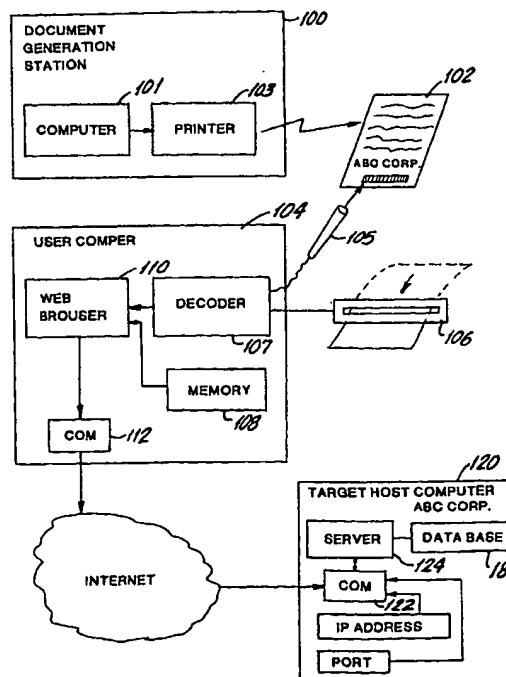 100
DOCUMENT
GENERATION
STATION
101
COMPUTER
103
PRINTER
102
ABC CORP.
104
USER COMPER
105
110
WEB
BROUSER
DECODER
107
106
MEMORY
108
COM
112
INTERNET
120
TARGET HOST COMPUTER
ABC CORP.
SERVER
124
DATA BASE
18
COM
122
IP ADDRESS
PORT